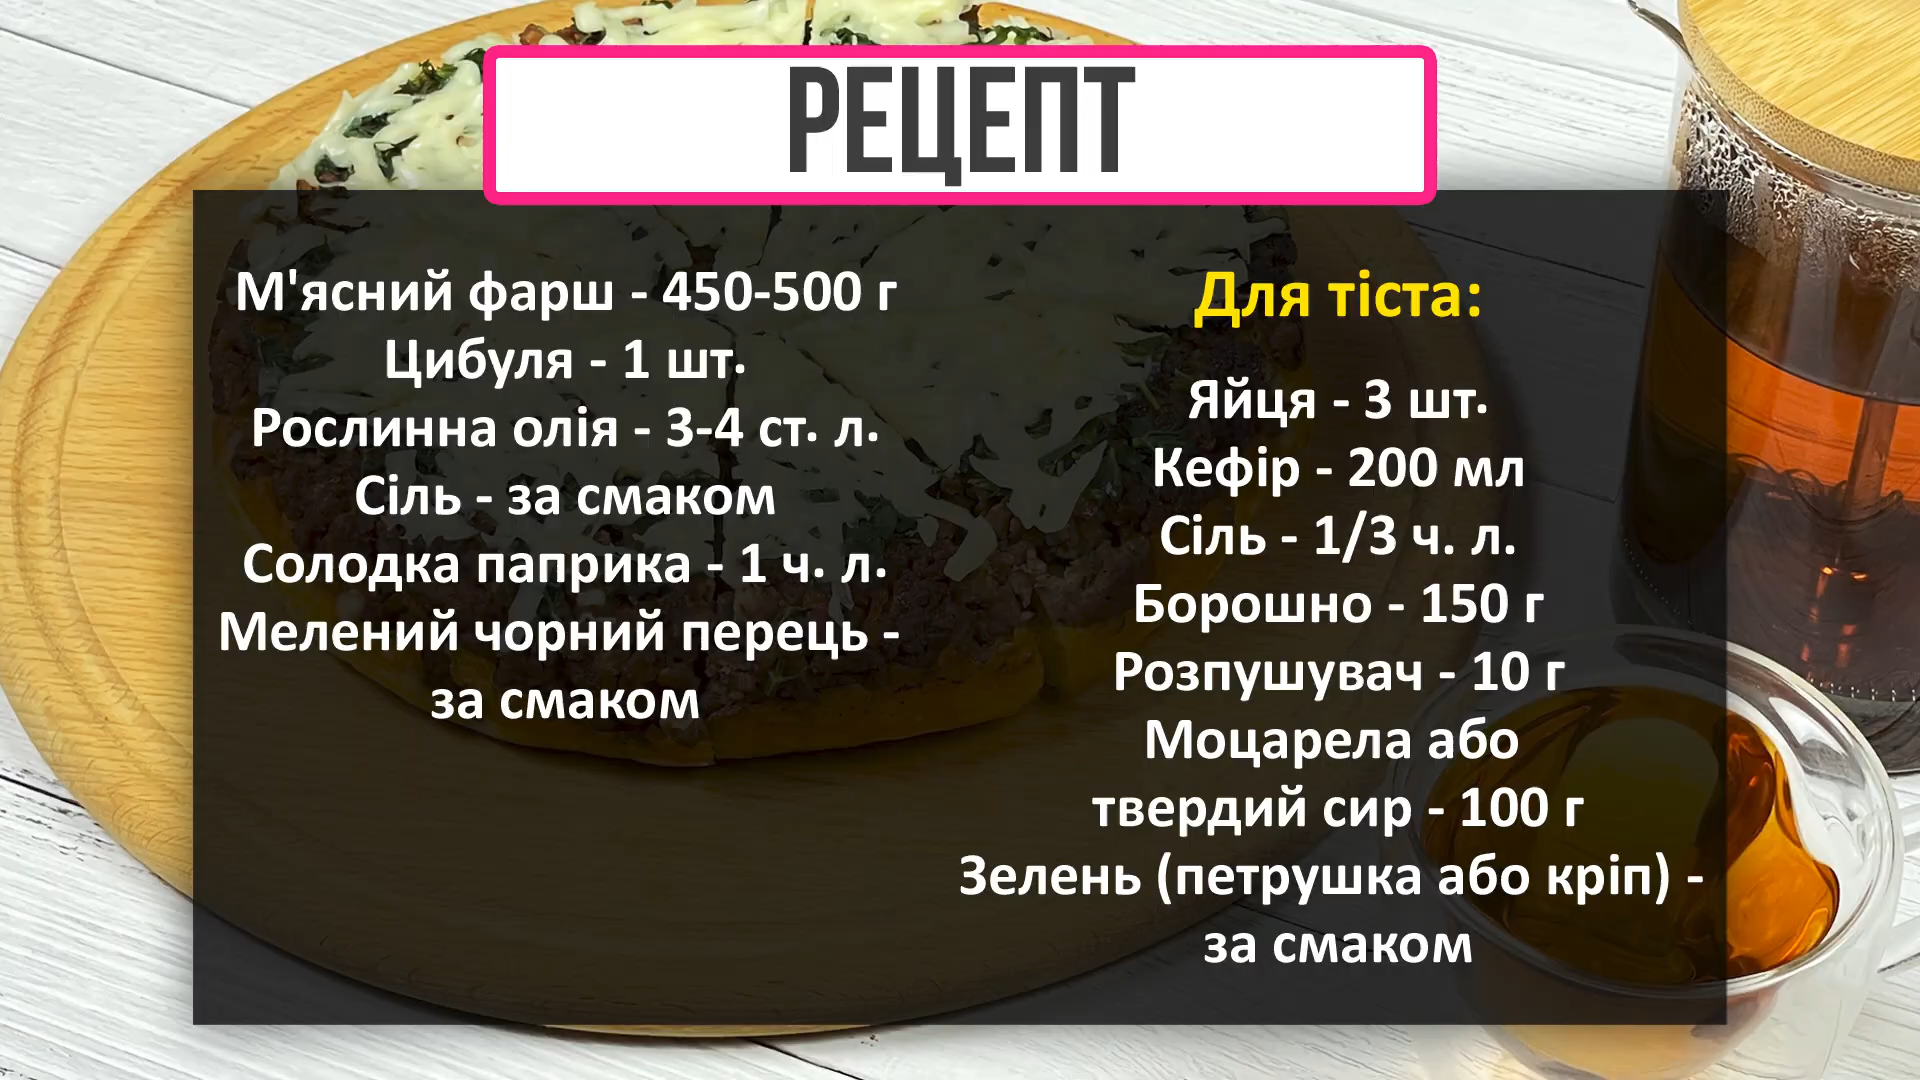 РЕЦЕПТ
М'ясний фарш - 450-500 г
Цибуля - 1 шт.
Рослинна олія - 3-4 ст. л.
Сіль - за смаком
Солодка паприка - 1 ч. л.
Мелений чорний перець -
за смаком
Для тіста:
Яйця - 3 шт.
Кефір - 200 мл
Сіль - 1/3 ч. л.
Борошно - 150 г
Розпушувач - 10 г
Моцарела або
твердий сир - 100 г
Зелень (петрушка або кріп) -
за смаком